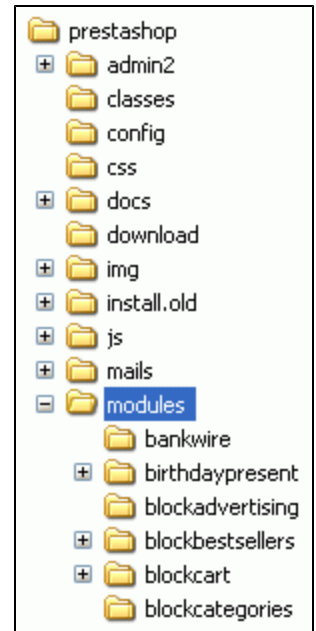 prestashop
admin2
classes
config
css
docs
download
img
install.old
js
mails
modules
bankwire
birthdaypresent
blockadvertising
blockbestsellers
blockcart
blockcategories